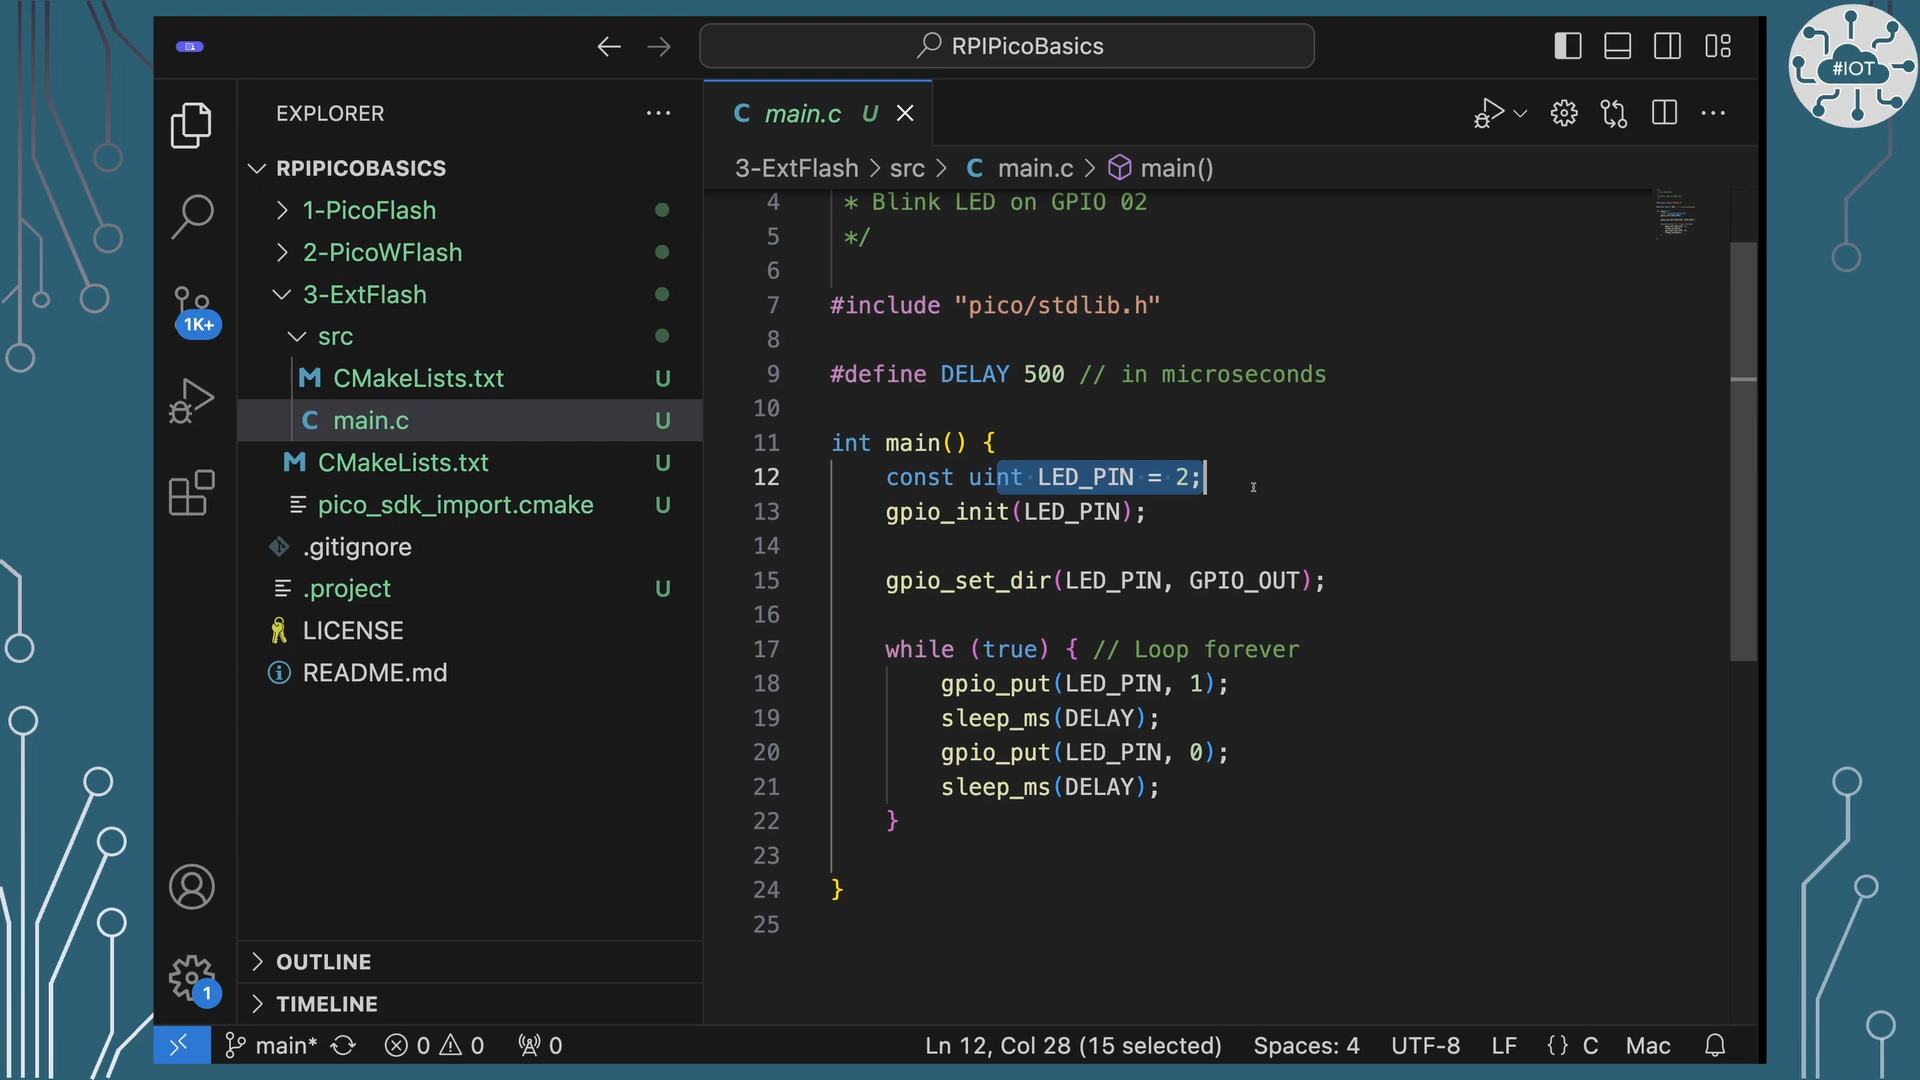 RPIPicoBasics
#IOT
EXPLORER
RPIPICOBASICS
1-PicoFlash
2-PicoWFlash
3-ExtFlash
src
CMakeLists.txt U
main.c U
CMakeLists.txt U
pico_sdk_import.cmake U
.gitignore
.project U
LICENSE
README.md
1K+
1
OUTLINE
TIMELINE
C main.c U
3-ExtFlash > src > C main.c > main()
4 * Blink LED on GPIO 02
5 */
6
7 #include "pico/stdlib.h"
8
9 #define DELAY 500 // in microseconds
10
11 int main() {
12 const uint LED_PIN = 2;
13 gpio_init(LED_PIN);
14
15 gpio_set_dir(LED_PIN, GPIO_OUT);
16
17 while (true) { // Loop forever
18 gpio_put(LED_PIN, 1);
19 sleep_ms(DELAY);
20 gpio_put(LED_PIN, 0);
21 sleep_ms(DELAY);
22 }
23
24 }
25
main* 0 0 0 Ln 12, Col 28 (15 selected) Spaces: 4 UTF-8 LF {} C Mac